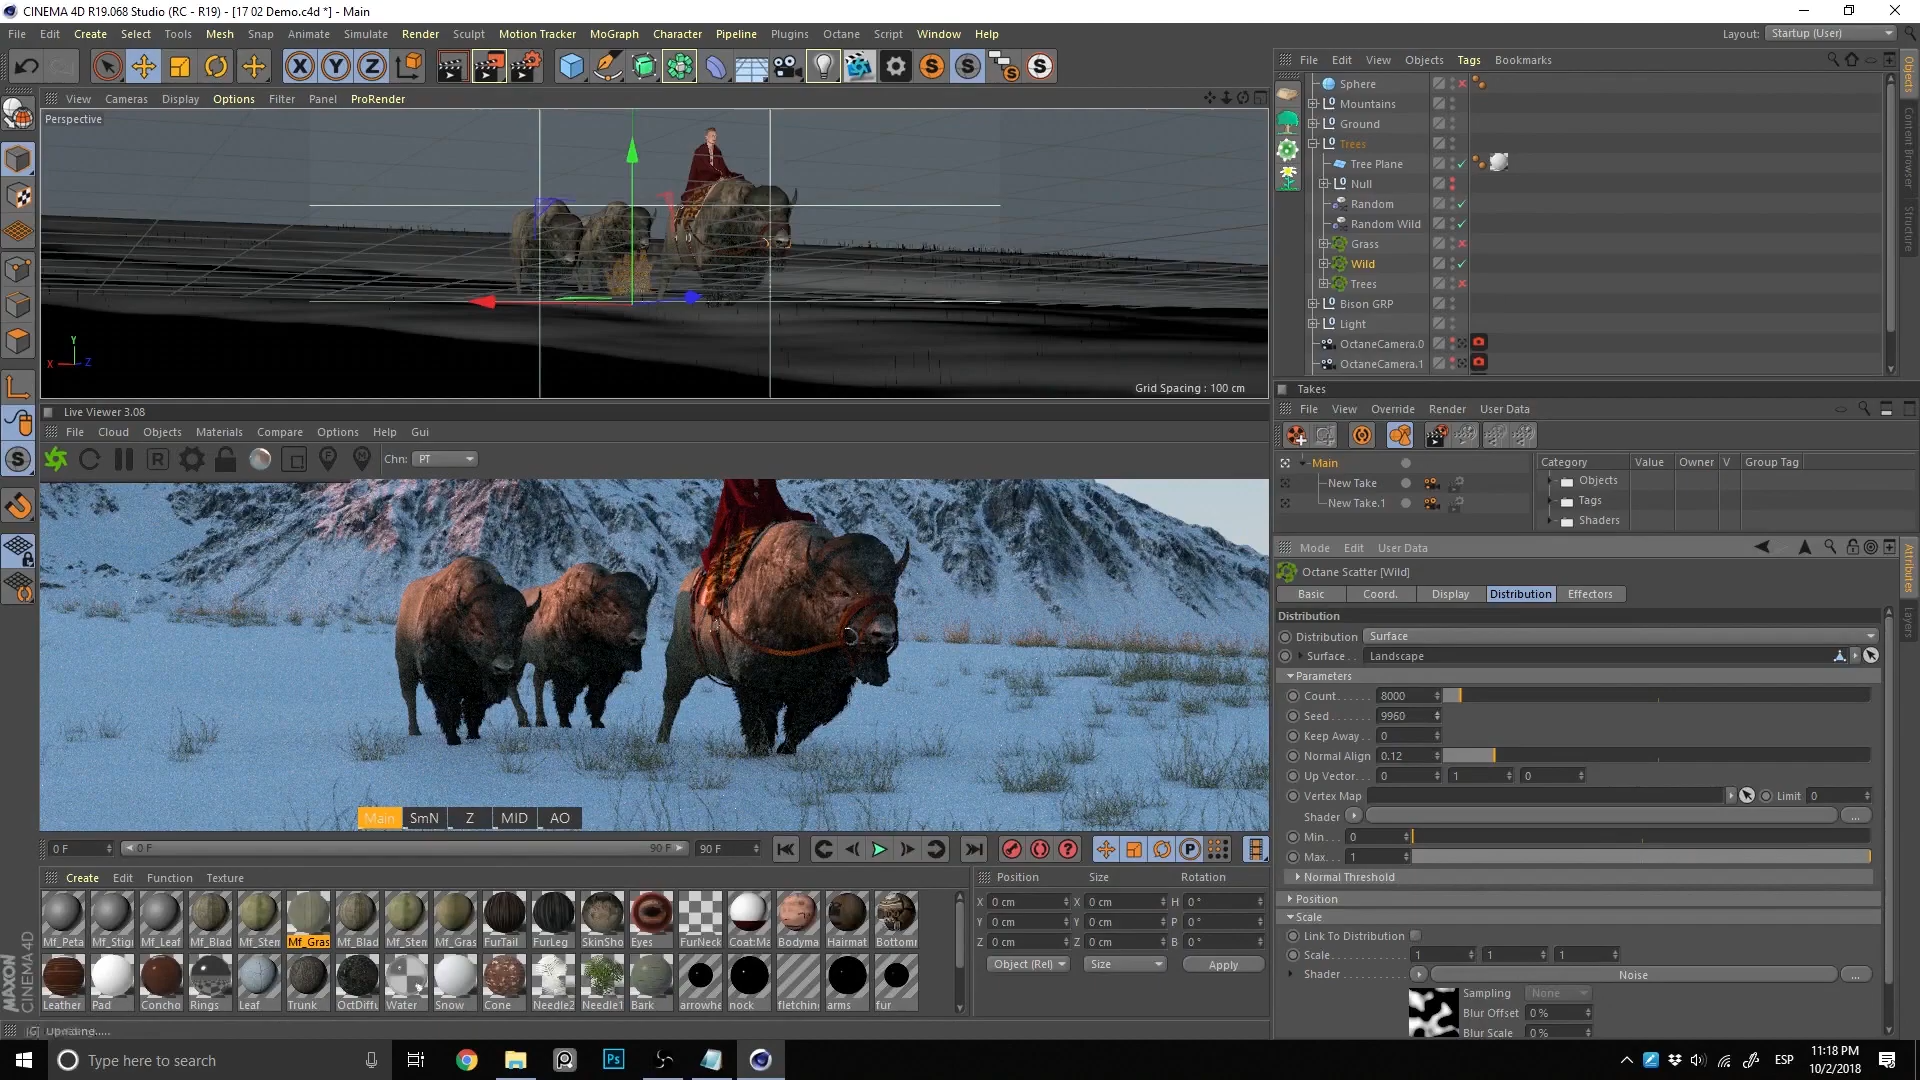 CINEMA 4D R19.068 Studio (RC - R19) - [17 02 Demo.c4d *] - Main
File Edit Create Select Tools Mesh Snap Animate Simulate Render Sculpt Motion Tracker MoGraph Character Pipeline Plugins Octane Script Window Help
Layout: Startup (User)
View Cameras Display Options Filter Panel ProRender
Perspective
Grid Spacing : 100 cm
Y
X
Z
File Edit View Objects Tags Bookmarks
Sphere
Mountains
Ground
Trees
Tree Plane
Null
Random
Random Wild
Grass
Wild
Trees
Bison GRP
Light
OctaneCamera.0
OctaneCamera.1
Objects
Content Browser
Structure
Takes
File View Override Render User Data
Main
New Take
New Take.1
Category Value Owner V Group Tag
Objects
Tags
Shaders
Live Viewer 3.08
File Cloud Objects Materials Compare Options Help Gui
Chn: PT
Main SmN Z MID AO
Mode Edit User Data
Octane Scatter [Wild]
Basic Coord. Display Distribution Effectors
Attributes
Layers
Distribution
Distribution Surface
Surface . . Landscape
Parameters
Count . . . . . . 8000
Seed . . . . . . . 9960
Keep Away . . 0
Normal Align 0.12
Up Vector . . . 0 1 0
Vertex Map Limit 0
Shader ...
Min . . . 0
Max. . . 1
Normal Threshold
Position
Scale
Link To Distribution
Scale . . . . . . . . . . . . 1 1 1
Shader . . . . . . . . . . . Noise ...
Sampling None
Blur Offset 0 %
Blur Scale 0 %
0 F 0 F 90 F 90 F
Create Edit Function Texture
Mf_Peta Mf_Stigr Mf_Leaf Mf_Blad Mf_Sten Mf_Gras Mf_Blad Mf_Sten Mf_Gras FurTail FurLeg SkinSho Eyes FurNeck Coat:Ma Bodyma Hairmat Bottomr
Leather Pad Concho Rings Leaf Trunk OctDiffu Water Snow Cone Needle2 Needle1 Bark arrowhe nock fletchin arms fur
Position Size Rotation
X 0 cm X 0 cm H 0 °
Y 0 cm Y 0 cm P 0 °
Z 0 cm Z 0 cm B 0 °
Object (Rel) Size Apply
MAXON CINEMA 4D
Type here to search
ESP
11:18 PM
10/2/2018